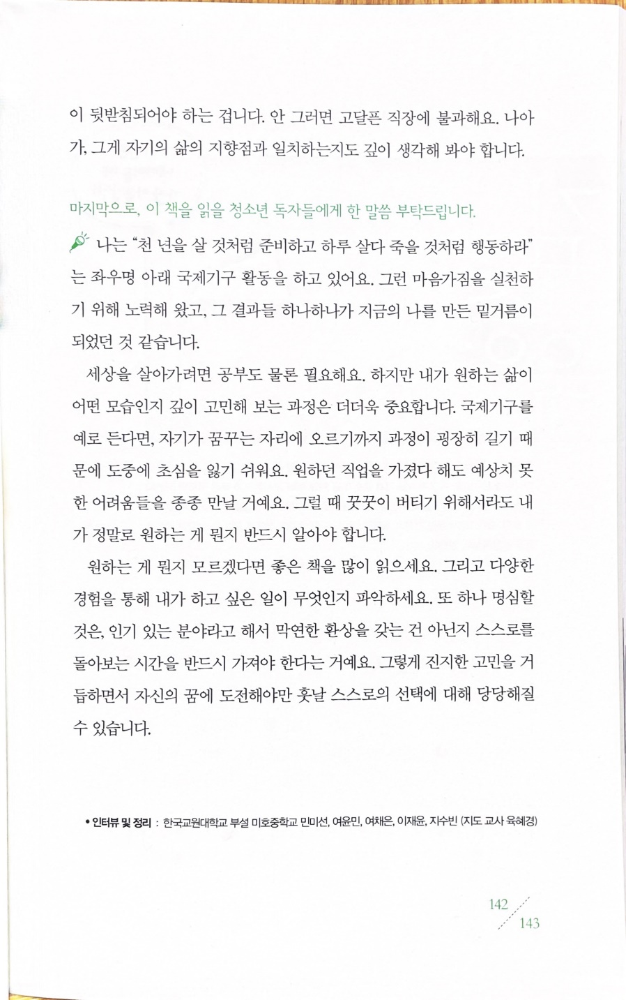 이 뒷받침되어야 하는 겁니다. 안 그러면 고달픈 직장에 불과해요. 나아
가, 그게 자기의 삶의 지향점과 일치하는지도 깊이 생각해 봐야 합니다.
마지막으로, 이 책을 읽을 청소년 독자들에게 한 말씀 부탁드립니다.
나는 “천 년을 살 것처럼 준비하고 하루 살다 죽을 것처럼 행동하라”
는 좌우명 아래 국제기구 활동을 하고 있어요. 그런 마음가짐을 실천하
기 위해 노력해 왔고, 그 결과들 하나하나가 지금의 나를 만든 밑거름이
되었던 것 같습니다.
세상을 살아가려면 공부도 물론 필요해요. 하지만 내가 원하는 삶이
어떤 모습인지 깊이 고민해 보는 과정은 더더욱 중요합니다. 국제기구를
예로 든다면, 자기가 꿈꾸는 자리에 오르기까지 과정이 굉장히 길기 때
문에 도중에 초심을 잃기 쉬워요. 원하던 직업을 가졌다 해도 예상치 못
한 어려움들을 종종 만날 거예요. 그럴 때 꿋꿋이 버티기 위해서라도 내
가 정말로 원하는 게 뭔지 반드시 알아야 합니다.
원하는 게 뭔지 모르겠다면 좋은 책을 많이 읽으세요. 그리고 다양한
경험을 통해 내가 하고 싶은 일이 무엇인지 파악하세요. 또 하나 명심할
것은, 인기 있는 분야라고 해서 막연한 환상을 갖는 건 아닌지 스스로를
돌아보는 시간을 반드시 가져야 한다는 거예요. 그렇게 진지한 고민을 거
듭하면서 자신의 꿈에 도전해야만 훗날 스스로의 선택에 대해 당당해질
수 있습니다.
• 인터뷰 및 정리 : 한국교원대학교 부설 미호중학교 민미선, 여윤민, 여채은, 이재윤, 지수빈 (지도 교사 육혜경)
142
143